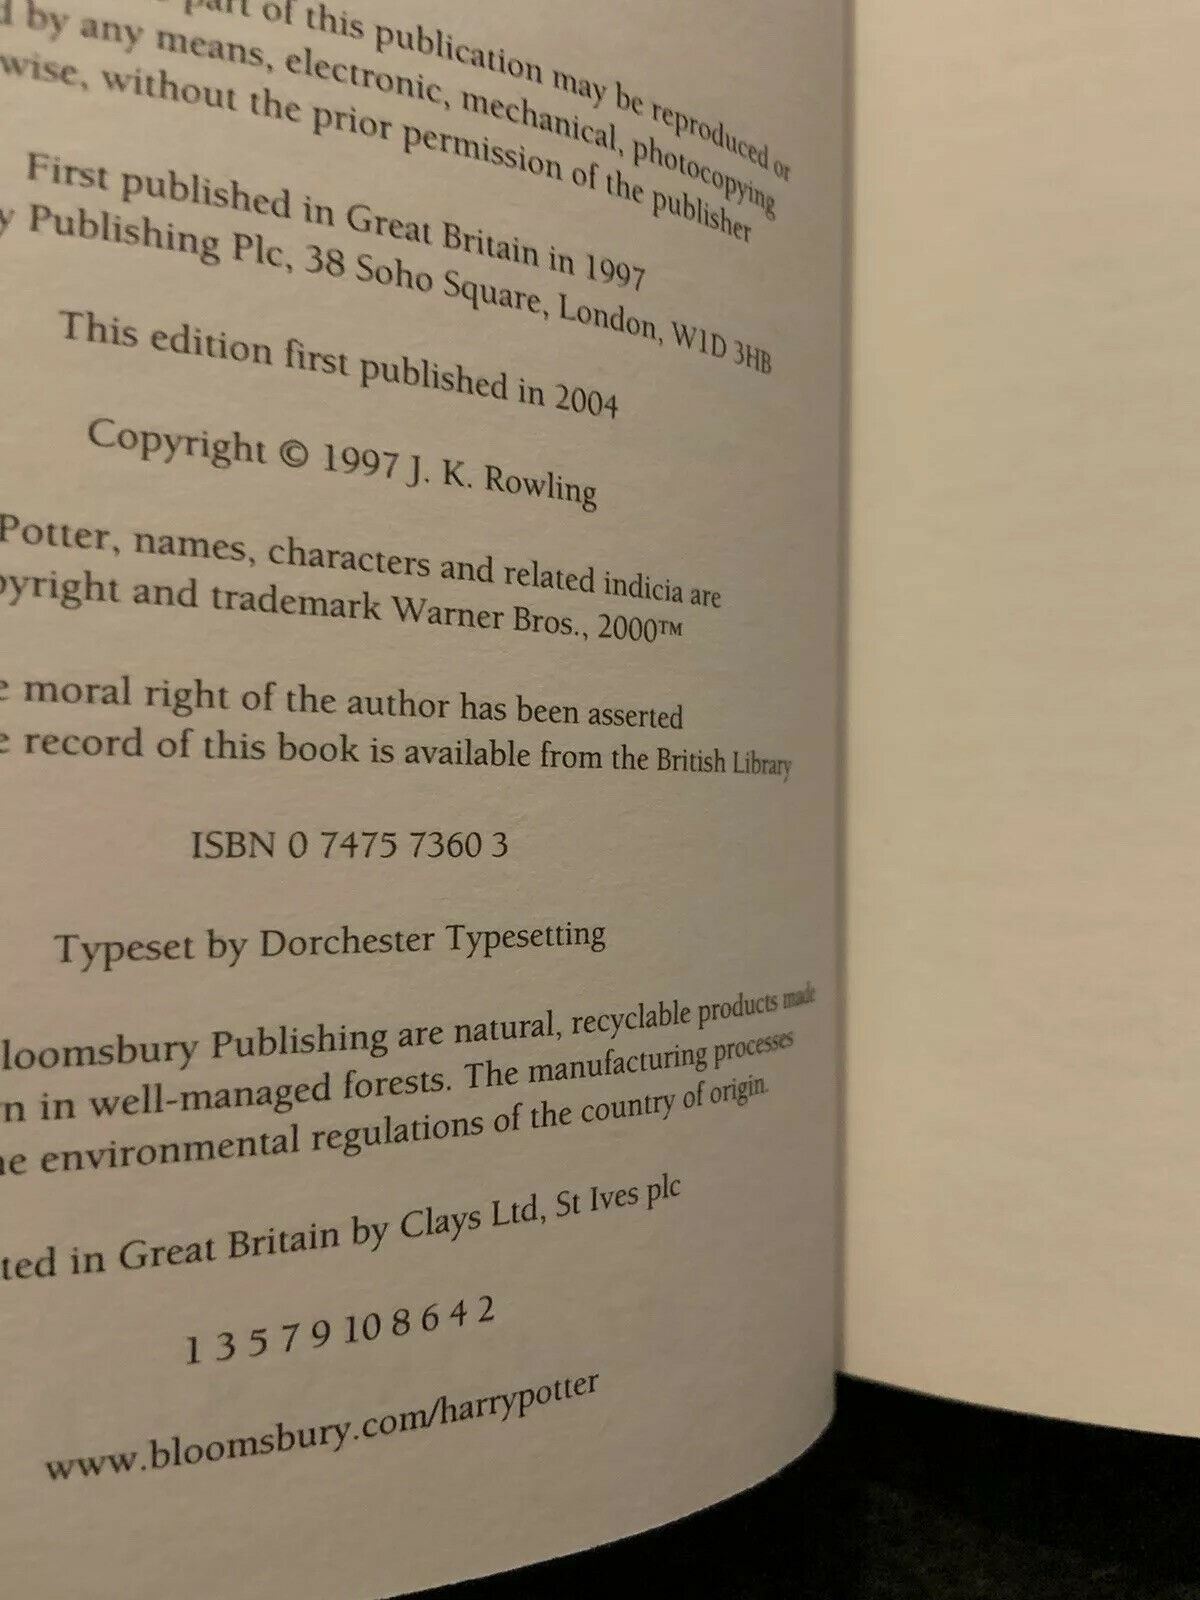 part of this publication may be reproduced or
by any means, electronic, mechanical, photocopying
wise, without the prior permission of the publisher
First published in Great Britain in 1997
y Publishing Plc, 38 Soho Square, London, W1D 3HB
This edition first published in 2004
Copyright © 1997 J. K. Rowling
Potter, names, characters and related indicia are
pyright and trademark Warner Bros., 2000™
e moral right of the author has been asserted
e record of this book is available from the British Library
ISBN 0 7475 7360 3
Typeset by Dorchester Typesetting
loomsbury Publishing are natural, recyclable products made
n in well-managed forests. The manufacturing processes
he environmental regulations of the country of origin.
ted in Great Britain by Clays Ltd, St Ives plc
1 3 5 7 9 10 8 6 4 2
www.bloomsbury.com/harrypotter